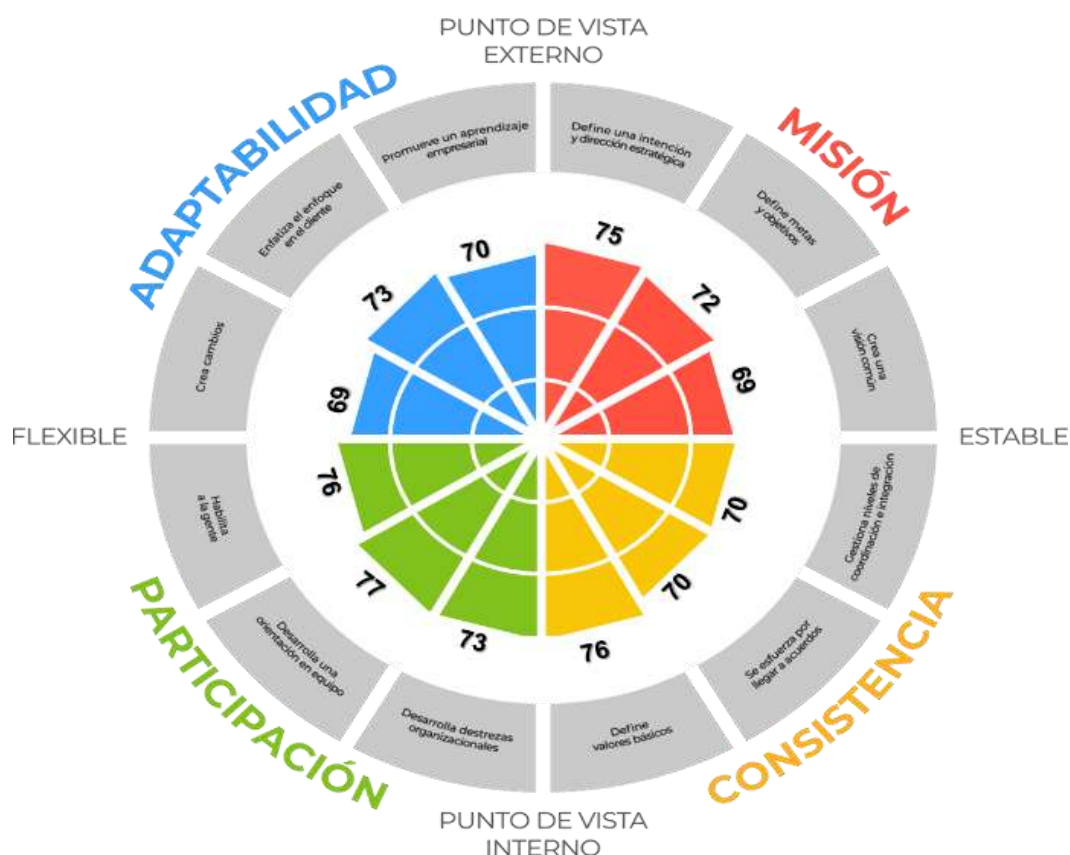 PUNTO DE VISTA
EXTERNO
ADAPTABILIDAD
MISIÓN
Promueve un aprendizaje
empresarial
Define una intención
y dirección estratégica
Enfatiza el enfoque
en el cliente
Define metas
y objetivos
Crea cambios
Crea una
visión común
70
75
73
72
69
69
FLEXIBLE
ESTABLE
76
70
77
70
73
76
Habilita
a la gente
Gestiona niveles de
coordinación e integración
Desarrolla una
orientación en equipo
Se esfuerza por
llegar a acuerdos
Desarrolla destrezas
organizacionales
Define
valores básicos
PARTICIPACIÓN
CONSISTENCIA
PUNTO DE VISTA
INTERNO